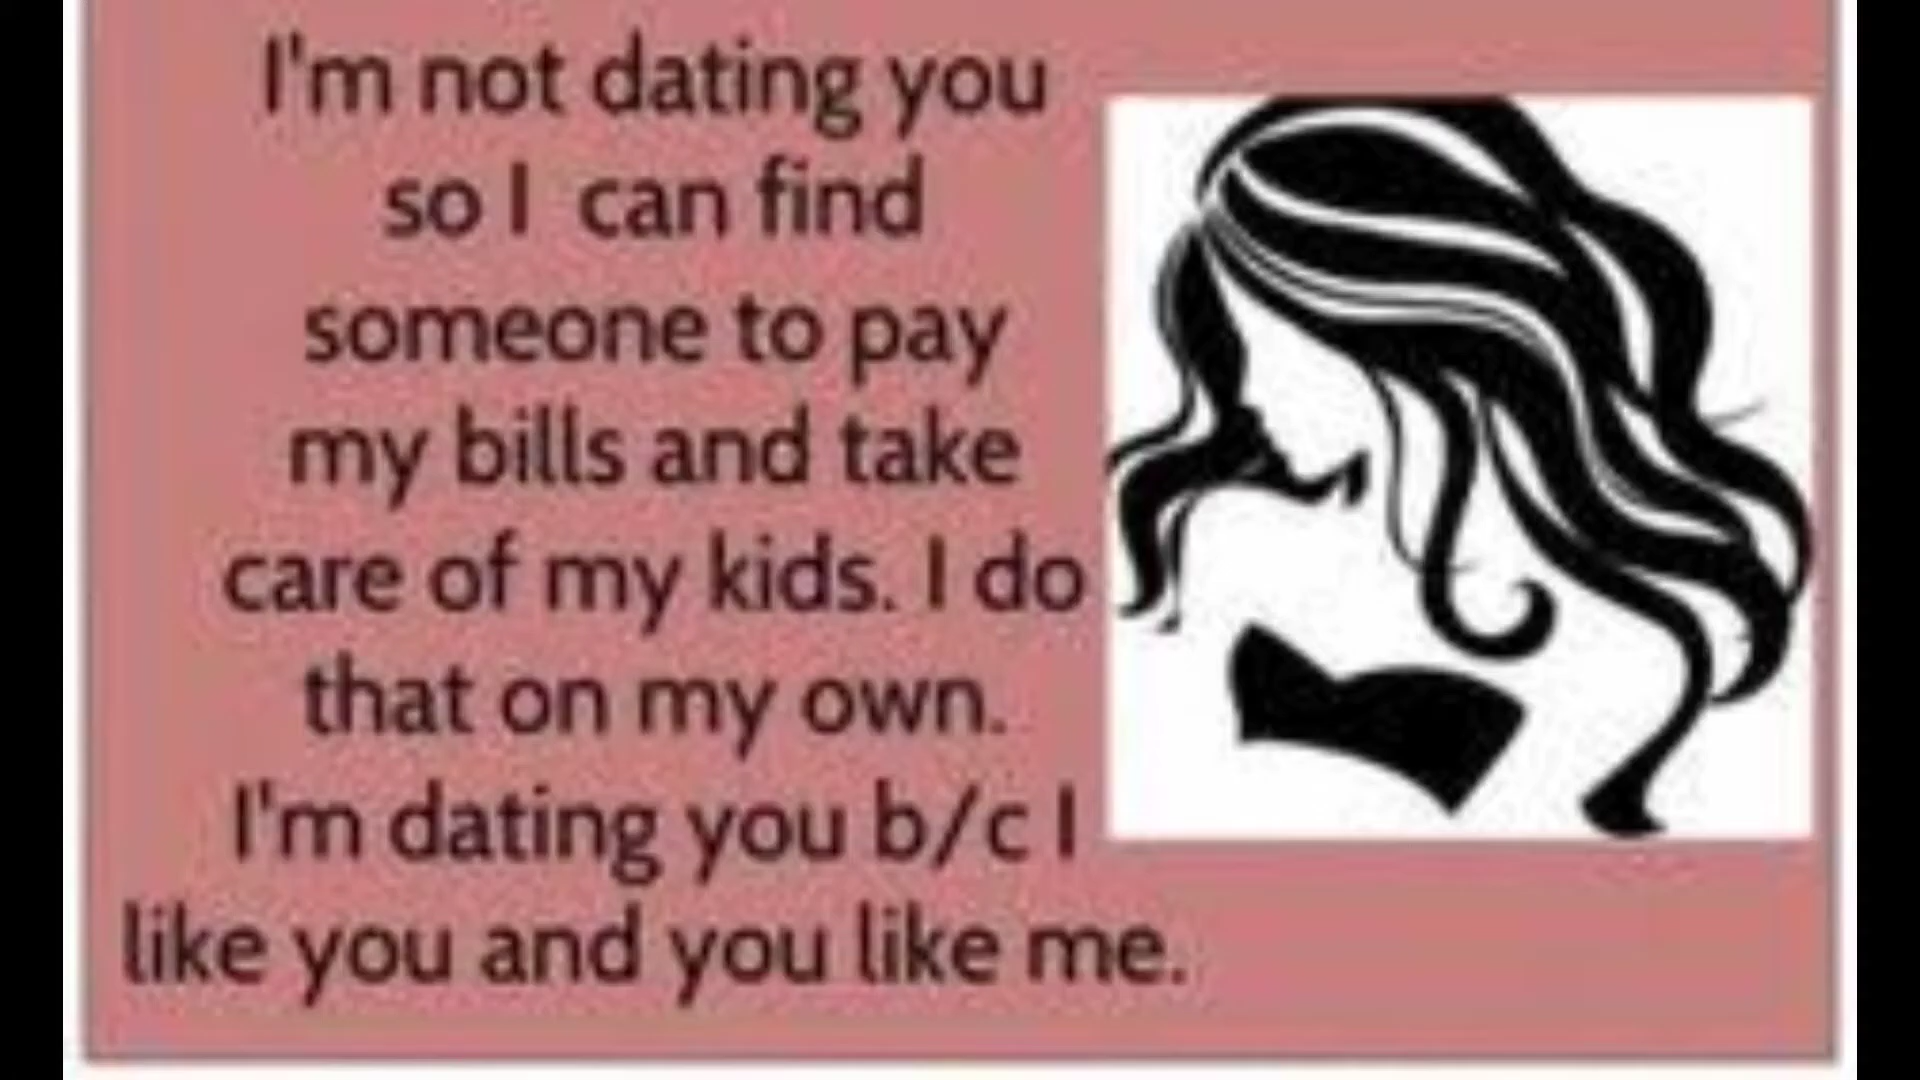 I'm not dating you
so I can find
someone to pay
my bills and take
care of my kids. I do
that on my own.
I'm dating you b/c I
like you and you like me.